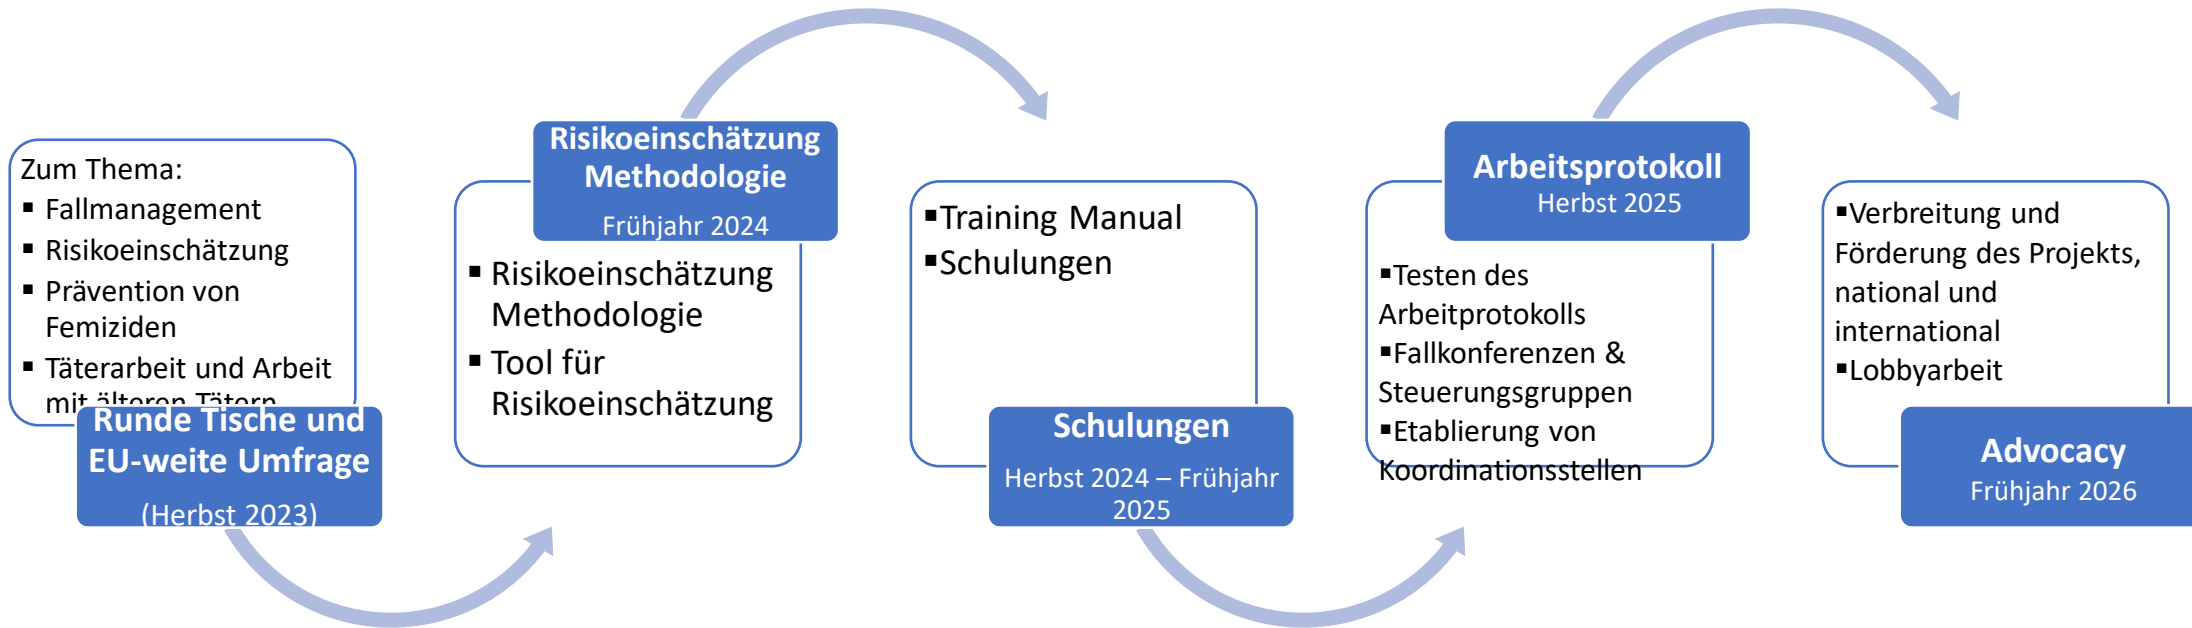 Zum Thema:
▪ Fallmanagement
▪ Risikoeinschätzung
▪ Prävention von
Femiziden
▪ Täterarbeit und Arbeit
mit älteren Tätern
Runde Tische und
EU-weite Umfrage
(Herbst 2023)
Risikoeinschätzung
Methodologie
Frühjahr 2024
▪ Risikoeinschätzung
Methodologie
▪ Tool für
Risikoeinschätzung
▪Training Manual
▪Schulungen
Schulungen
Herbst 2024 – Frühjahr
2025
Arbeitsprotokoll
Herbst 2025
▪Testen des
Arbeitprotokolls
▪Fallkonferenzen &
Steuerungsgruppen
▪Etablierung von
Koordinationsstellen
▪Verbreitung und
Förderung des Projekts,
national und
international
▪Lobbyarbeit
Advocacy
Frühjahr 2026